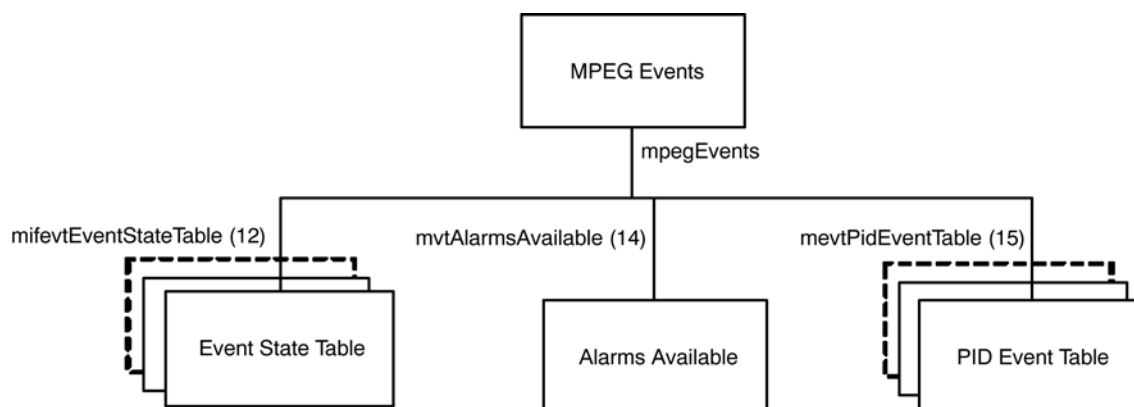 MPEG Events
mpegEvents
mifevtEventStateTable (12)
mvtAlarmsAvailable (14)
mevtPidEventTable (15)
Event State Table
Alarms Available
PID Event Table